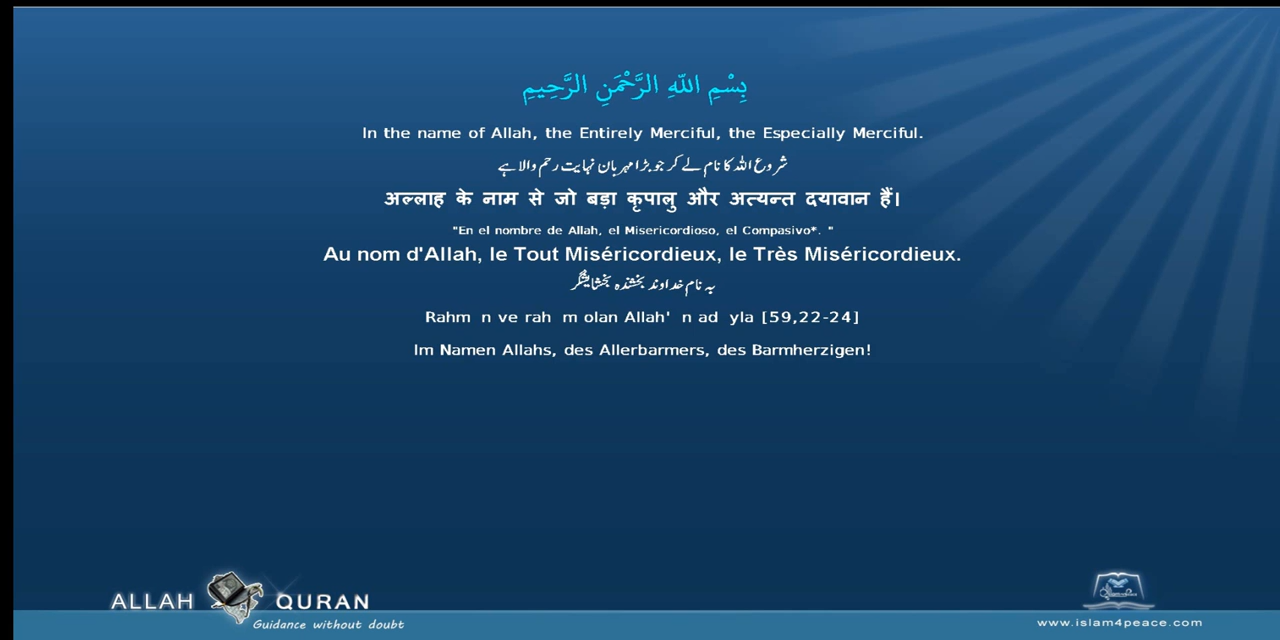 بِسْمِ اللّهِ الرَّحْمَنِ الرَّحِيمِ
In the name of Allah, the Entirely Merciful, the Especially Merciful.
شروع اللہ کا نام لے کر جو بڑا مہربان نہایت رحم والا ہے
अल्लाह के नाम से जो बड़ा कृपालु और अत्यन्त दयावान हैं।
"En el nombre de Allah, el Misericordioso, el Compasivo*. "
Au nom d'Allah, le Tout Miséricordieux, le Très Miséricordieux.
به نام خداوند بخشنده بخشایشگر
Rahm n ve rah m olan Allah' n ad yla [59,22-24]
Im Namen Allahs, des Allerbarmers, des Barmherzigen!
ALLAH QURAN
Guidance without doubt
www.islam4peace.com